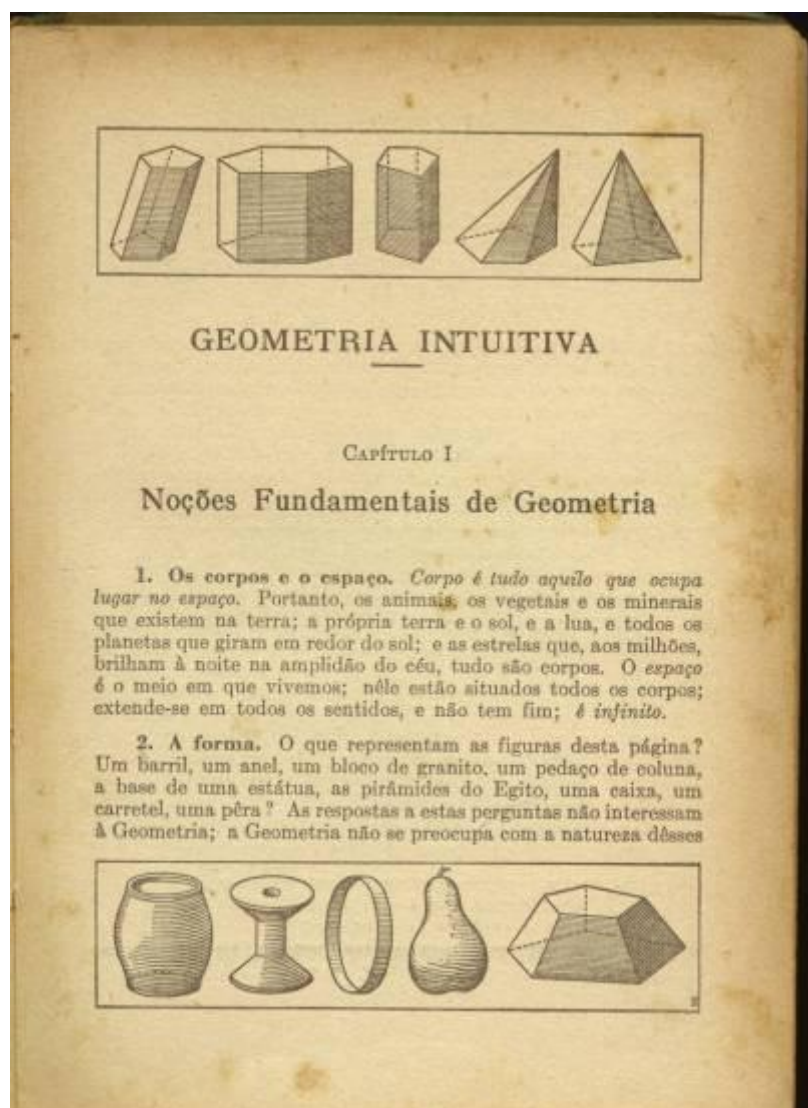 GEOMETRIA INTUITIVA
CAPÍTULO I
Noções Fundamentais de Geometria
1. Os corpos e o espaço. Corpo é tudo aquilo que ocupa
lugar no espaço. Portanto, os animais, os vegetais e os minerais
que existem na terra; a própria terra e o sol, e a lua, e todos os
planetas que giram em redor do sol; e as estrelas que, aos milhões,
brilham à noite na amplidão do céu, tudo são corpos. O espaço
é o meio em que vivemos; nêle estão situados todos os corpos;
extende-se em todos os sentidos, e não tem fim; é infinito.
2. A forma. O que representam as figuras desta página?
Um barril, um anel, um bloco de granito, um pedaço de coluna,
a base de uma estátua, as pirâmides do Egito, uma caixa, um
carretel, uma pêra? As respostas a estas perguntas não interessam
à Geometria; a Geometria não se preocupa com a natureza dêsses